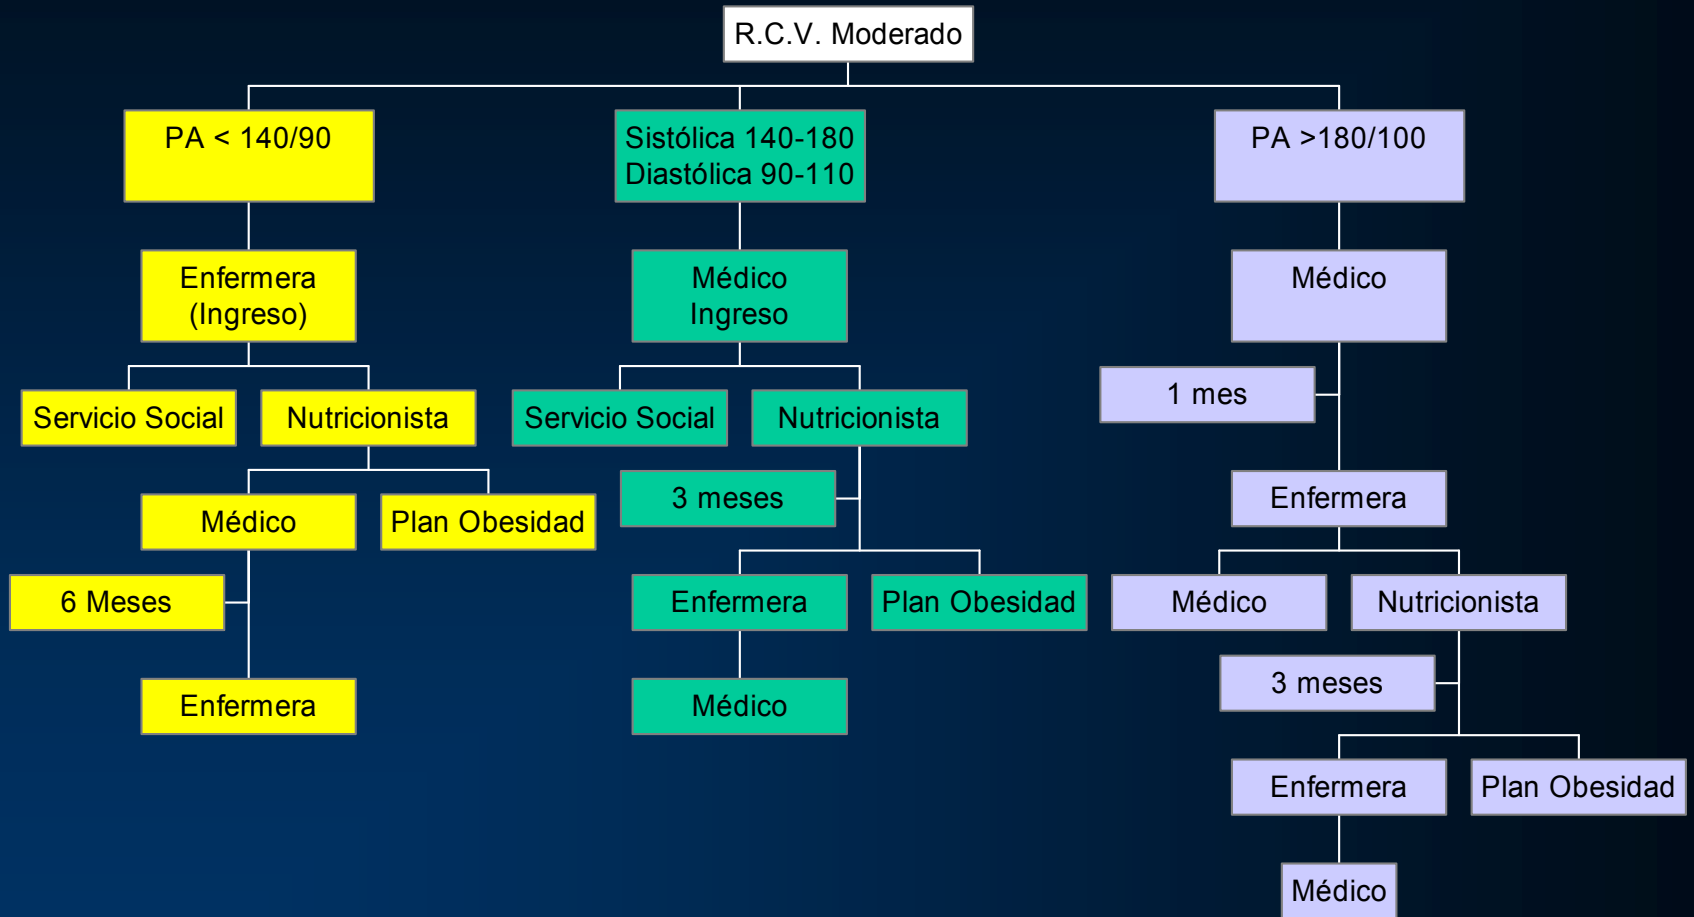 R.C.V. Moderado
PA < 140/90
Sistólica 140-180
Diastólica 90-110
PA >180/100
Enfermera
(Ingreso)
Médico
Ingreso
Médico
Servicio Social
Nutricionista
Servicio Social
Nutricionista
1 mes
Médico
Plan Obesidad
3 meses
Enfermera
6 Meses
Enfermera
Plan Obesidad
Médico
Nutricionista
Enfermera
Médico
3 meses
Enfermera
Plan Obesidad
Médico